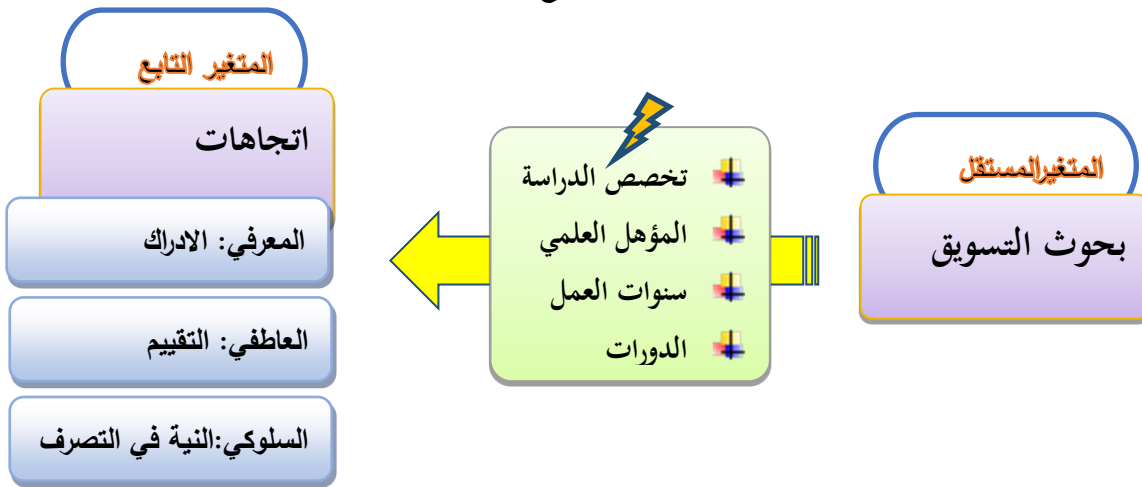 المتغيرالمستقل
بحوث التسويق
تخصص الدراسة
المؤهل العلمي
سنوات العمل
الدورات
المتغير التابع
اتجاهات
المعرفي: الادراك
العاطفي: التقييم
السلوكي:النية في التصرف